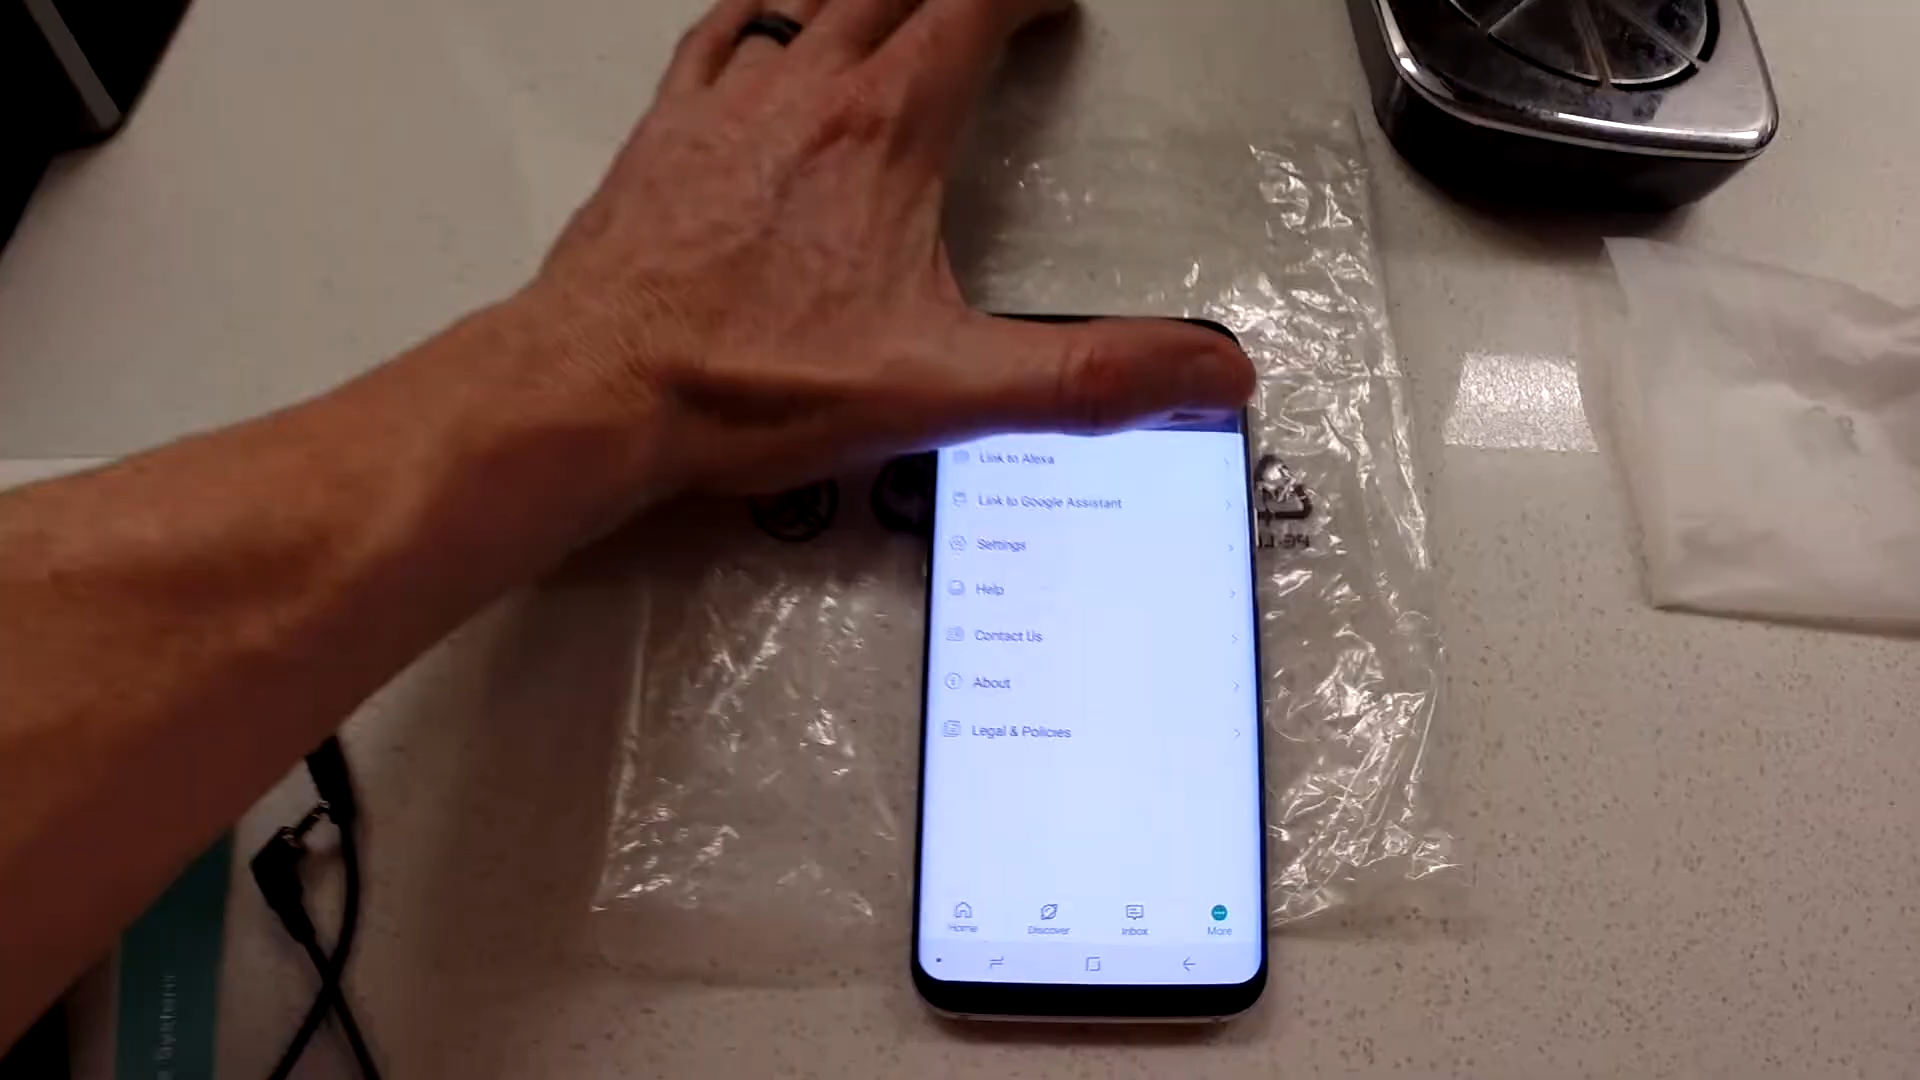 Link to Alexa
Link to Google Assistant
Settings
Help
Contact Us
About
Legal & Policies
Home
Discover
Inbox
More